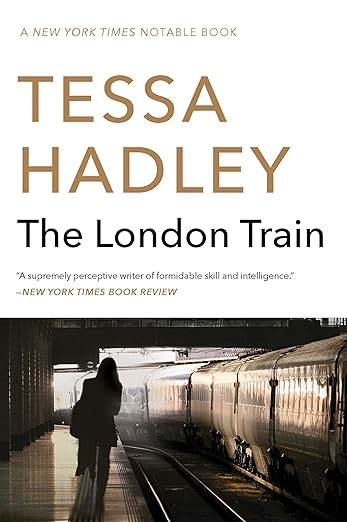 A NEW YORK TIMES NOTABLE BOOK
TESSA
HADLEY
The London Train
"A supremely perceptive writer of formidable skill and intelligence."
–NEW YORK TIMES BOOK REVIEW